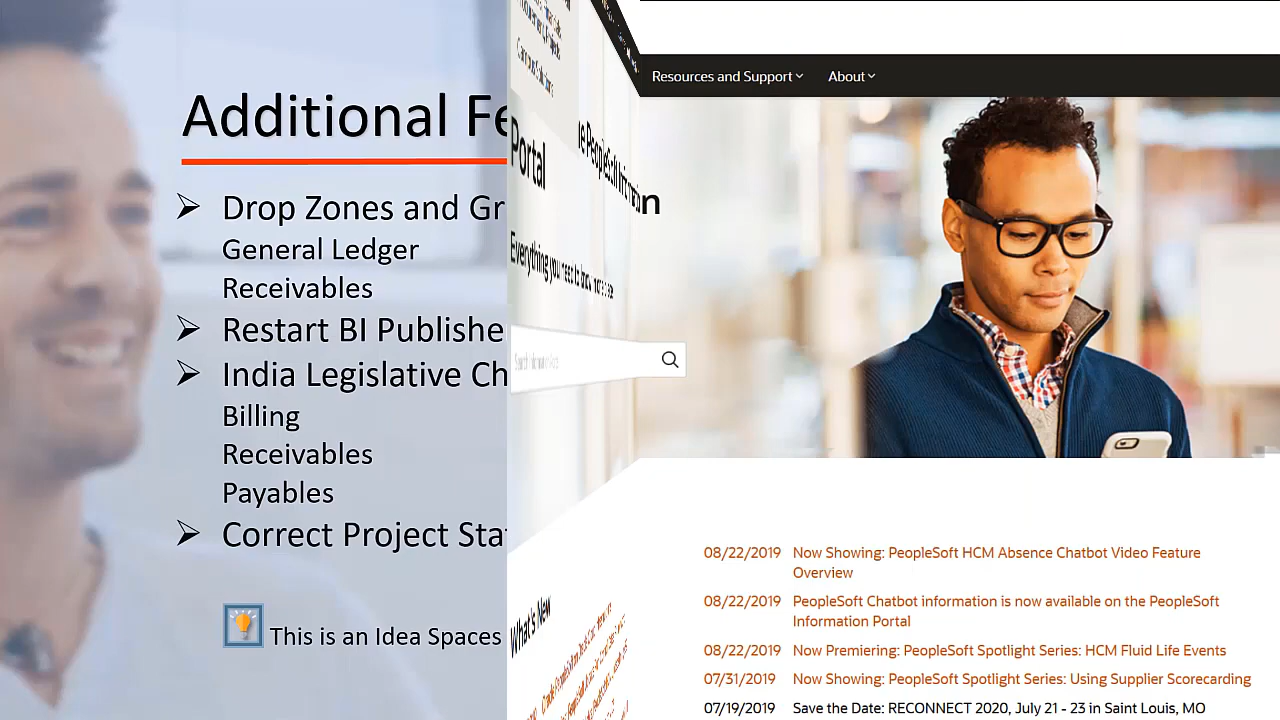 Additional Fe
Drop Zones and Gr
General Ledger
Receivables
Restart BI Publishe
India Legislative Ch
Billing
Receivables
Payables
Correct Project Sta
This is an Idea Spaces
Portal
Everything you need to know
What's New
Resources and Support
About
08/22/2019 Now Showing: PeopleSoft HCM Absence Chatbot Video Feature
Overview
08/22/2019 PeopleSoft Chatbot information is now available on the PeopleSoft
Information Portal
08/22/2019 Now Premiering: PeopleSoft Spotlight Series: HCM Fluid Life Events
07/31/2019 Now Showing: PeopleSoft Spotlight Series: Using Supplier Scorecarding
07/19/2019 Save the Date: RECONNECT 2020, July 21 - 23 in Saint Louis, MO